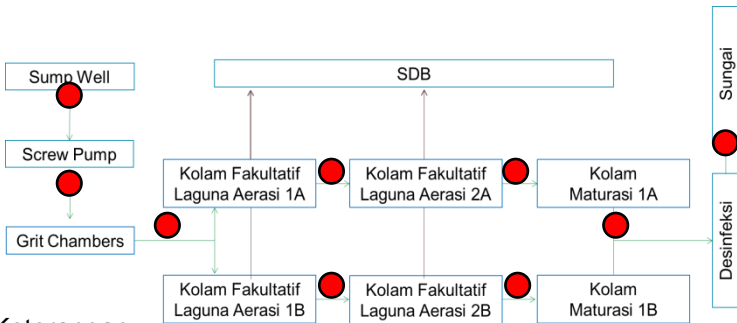 Sump Well
Screw Pump
Grit Chambers
SDB
Kolam Fakultatif
Laguna Aerasi 1A
Kolam Fakultatif
Laguna Aerasi 2A
Kolam
Maturasi 1A
Kolam Fakultatif
Laguna Aerasi 1B
Kolam Fakultatif
Laguna Aerasi 2B
Kolam
Maturasi 1B
Sungai
Desinfeksi